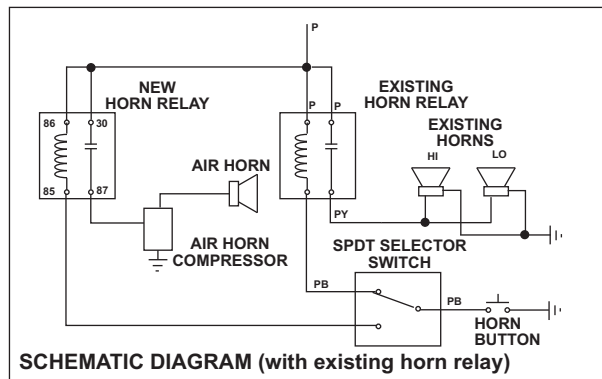 P
NEW
HORN RELAY
EXISTING
HORN RELAY
86
30
P
P
EXISTING
HORNS
HI
LO
AIR HORN
85
87
AIR HORN
COMPRESSOR
PY
SPDT SELECTOR
SWITCH
PB
PB
HORN
BUTTON
SCHEMATIC DIAGRAM (with existing horn relay)